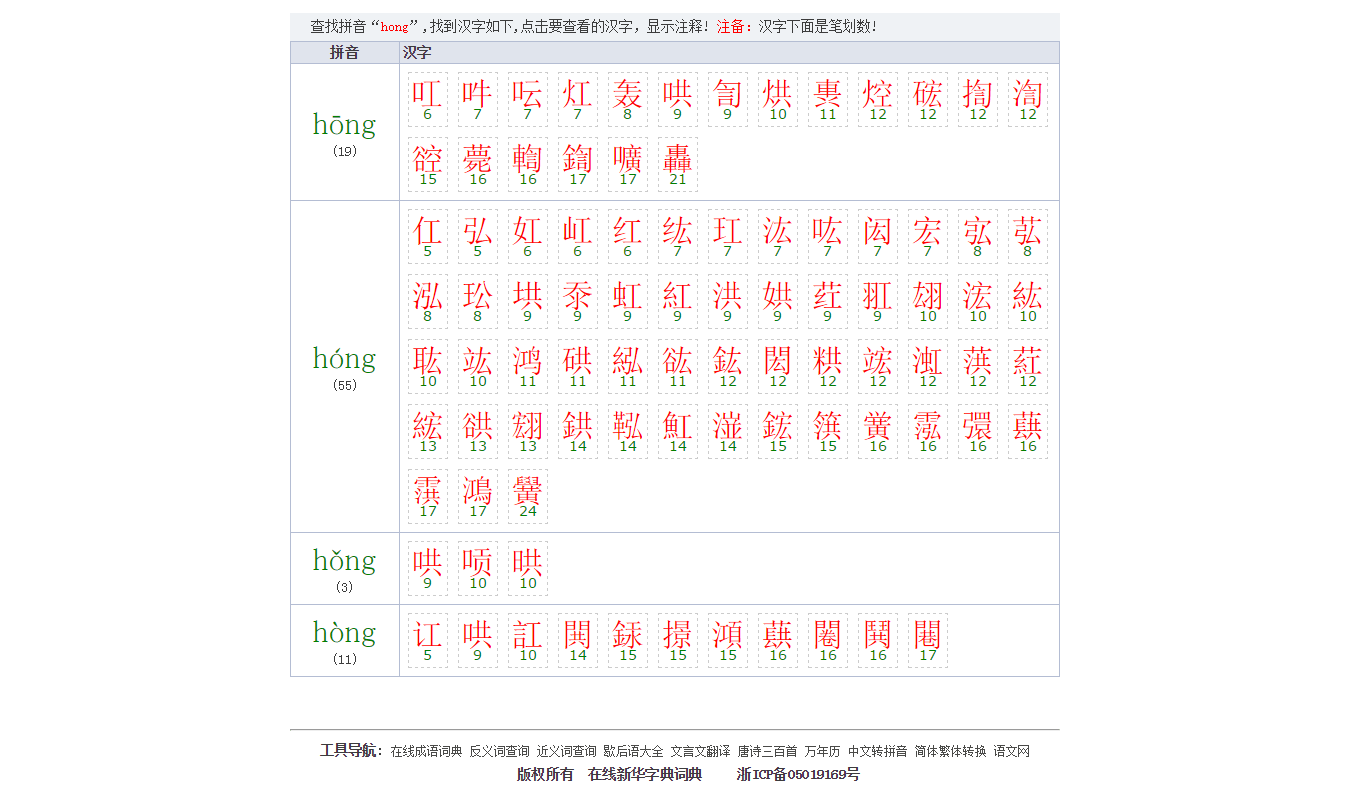 查找拼音“hong”,找到汉字如下,点击要查看的汉字，显示注释！注备：汉字下面是笔划数！
拼音 汉字
hōng
(19)
叿 吽 呍 灴 轰 哄 訇 烘 軣 焢 硡 揈 渹
6 7 7 7 8 9 9 10 11 12 12 12 12
谾 薨 輷 鍧 嚝 轟
15 16 16 17 17 21
hóng
(55)
仜 弘 妅 屸 红 纮 玒 汯 吰 闳 宏 宖 苰
5 5 6 6 6 7 7 7 7 7 7 8 8
泓 玜 垬 沗 虹 紅 洪 娂 荭 羾 翃 浤 紘
8 8 9 9 9 9 9 9 9 9 10 10 10
耾 竑 鸿 硔 紭 谹 鈜 閎 粠 竤 渱 葒 葓
10 10 11 11 11 11 12 12 12 12 12 12 12
綋 谼 翝 鉷 鞃 魟 潂 鋐 篊 黉 霐 彋 蕻
13 13 13 14 14 14 14 15 15 16 16 16 16
霟 鴻 黌
17 17 24
hǒng
(3)
哄 唝 晎
9 10 10
hòng
(11)
讧 哄 訌 閧 銾 撔 澒 蕻 闂 鬨 闀
5 9 10 14 15 15 15 16 16 16 17
工具导航： 在线成语词典 反义词查询 近义词查询 歇后语大全 文言文翻译 唐诗三百首 万年历 中文转拼音 简体繁体转换 语文网
版权所有 在线新华字典词典 浙ICP备05019169号